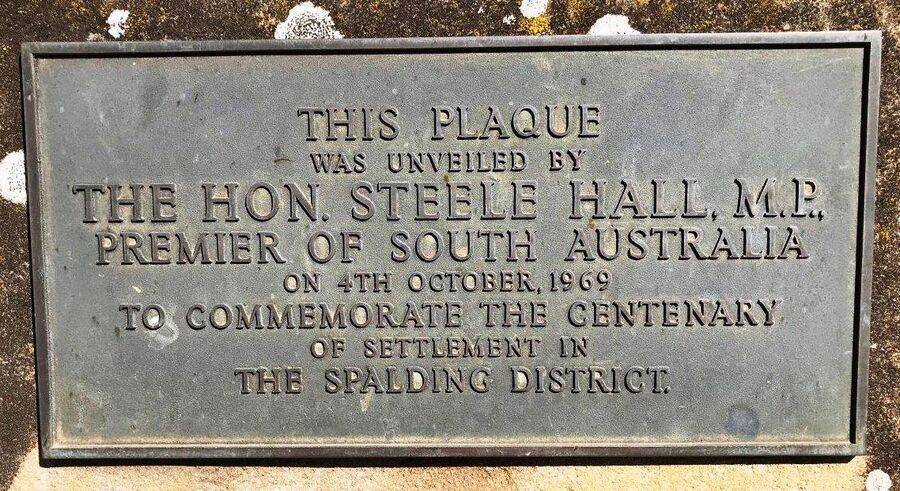 THIS PLAQUE
WAS UNVEILED BY
THE HON. STEELE HALL, M.P.,
PREMIER OF SOUTH AUSTRALIA
ON 4TH OCTOBER, 1969
TO COMMEMORATE THE CENTENARY
OF SETTLEMENT IN
THE SPALDING DISTRICT.